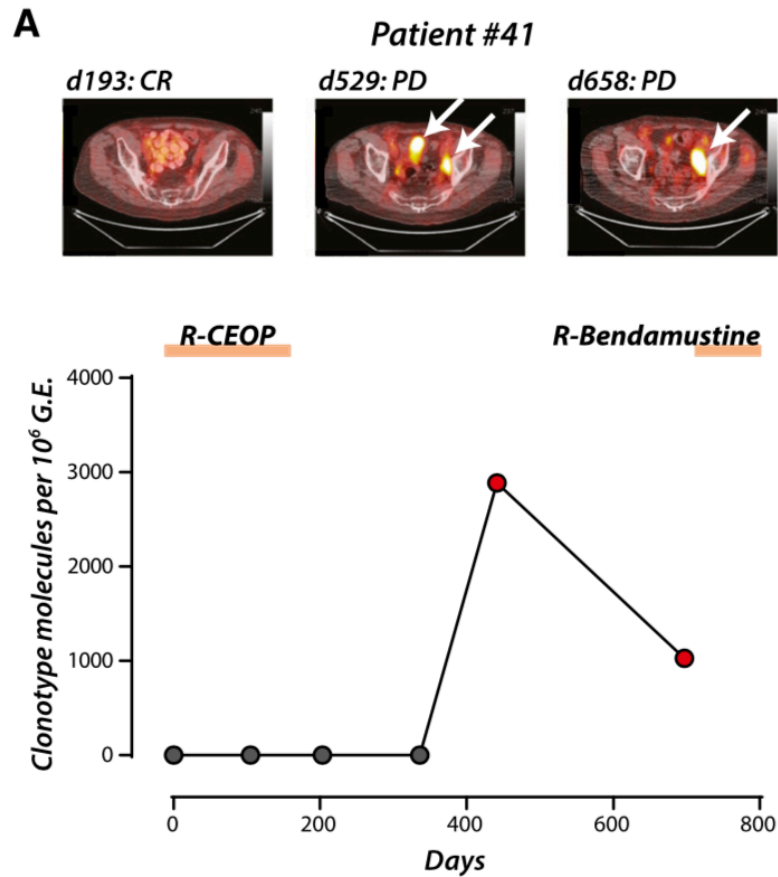 A
Patient #41
d193: CR
d529: PD
d658: PD
R-CEOP
R-Bendamustine
Clonotype molecules per 10⁶ G.E.
4000
3000
2000
1000
0
0 200 400 600 800
Days